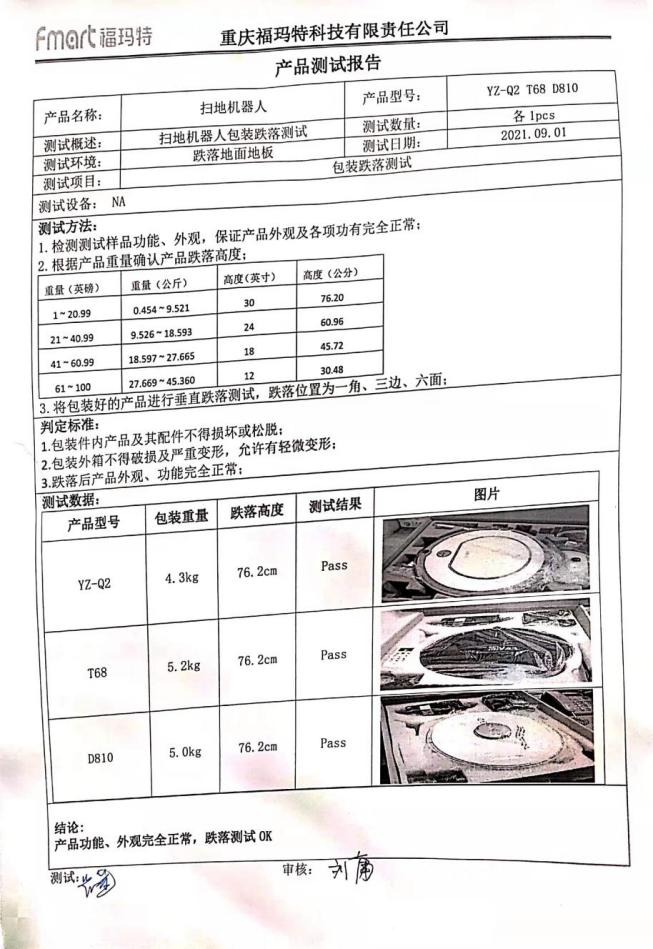 Fmart福玛特
重庆福玛特科技有限责任公司
产品测试报告
产品名称: 扫地机器人 产品型号: YZ-Q2 T68 D810
测试概述: 扫地机器人包装跌落测试 测试数量: 各1pcs
测试环境: 跌落地面地板 测试日期: 2021.09.01
测试项目: 包装跌落测试
测试设备: NA
测试方法:
1.检测测试样品功能、外观,保证产品外观及各项功有完全正常;
2.根据产品重量确认产品跌落高度;
重量(英磅) 重量(公斤) 高度(英寸) 高度(公分)
1~20.99 0.454~9.521 30 76.20
21~40.99 9.526~18.593 24 60.96
41~60.99 18.597~27.665 18 45.72
61~100 27.669~45.360 12 30.48
3.将包装好的产品进行垂直跌落测试,跌落位置为一角、三边、六面;
判定标准:
1.包装件内产品及其配件不得损坏或松脱;
2.包装外箱不得破损及严重变形,允许有轻微变形;
3.跌落后产品外观、功能完全正常;
测试数据:
产品型号 包装重量 跌落高度 测试结果 图片
YZ-Q2 4.3kg 76.2cm Pass
T68 5.2kg 76.2cm Pass
D810 5.0kg 76.2cm Pass
结论:
产品功能、外观完全正常,跌落测试OK
测试:
审核: 刘